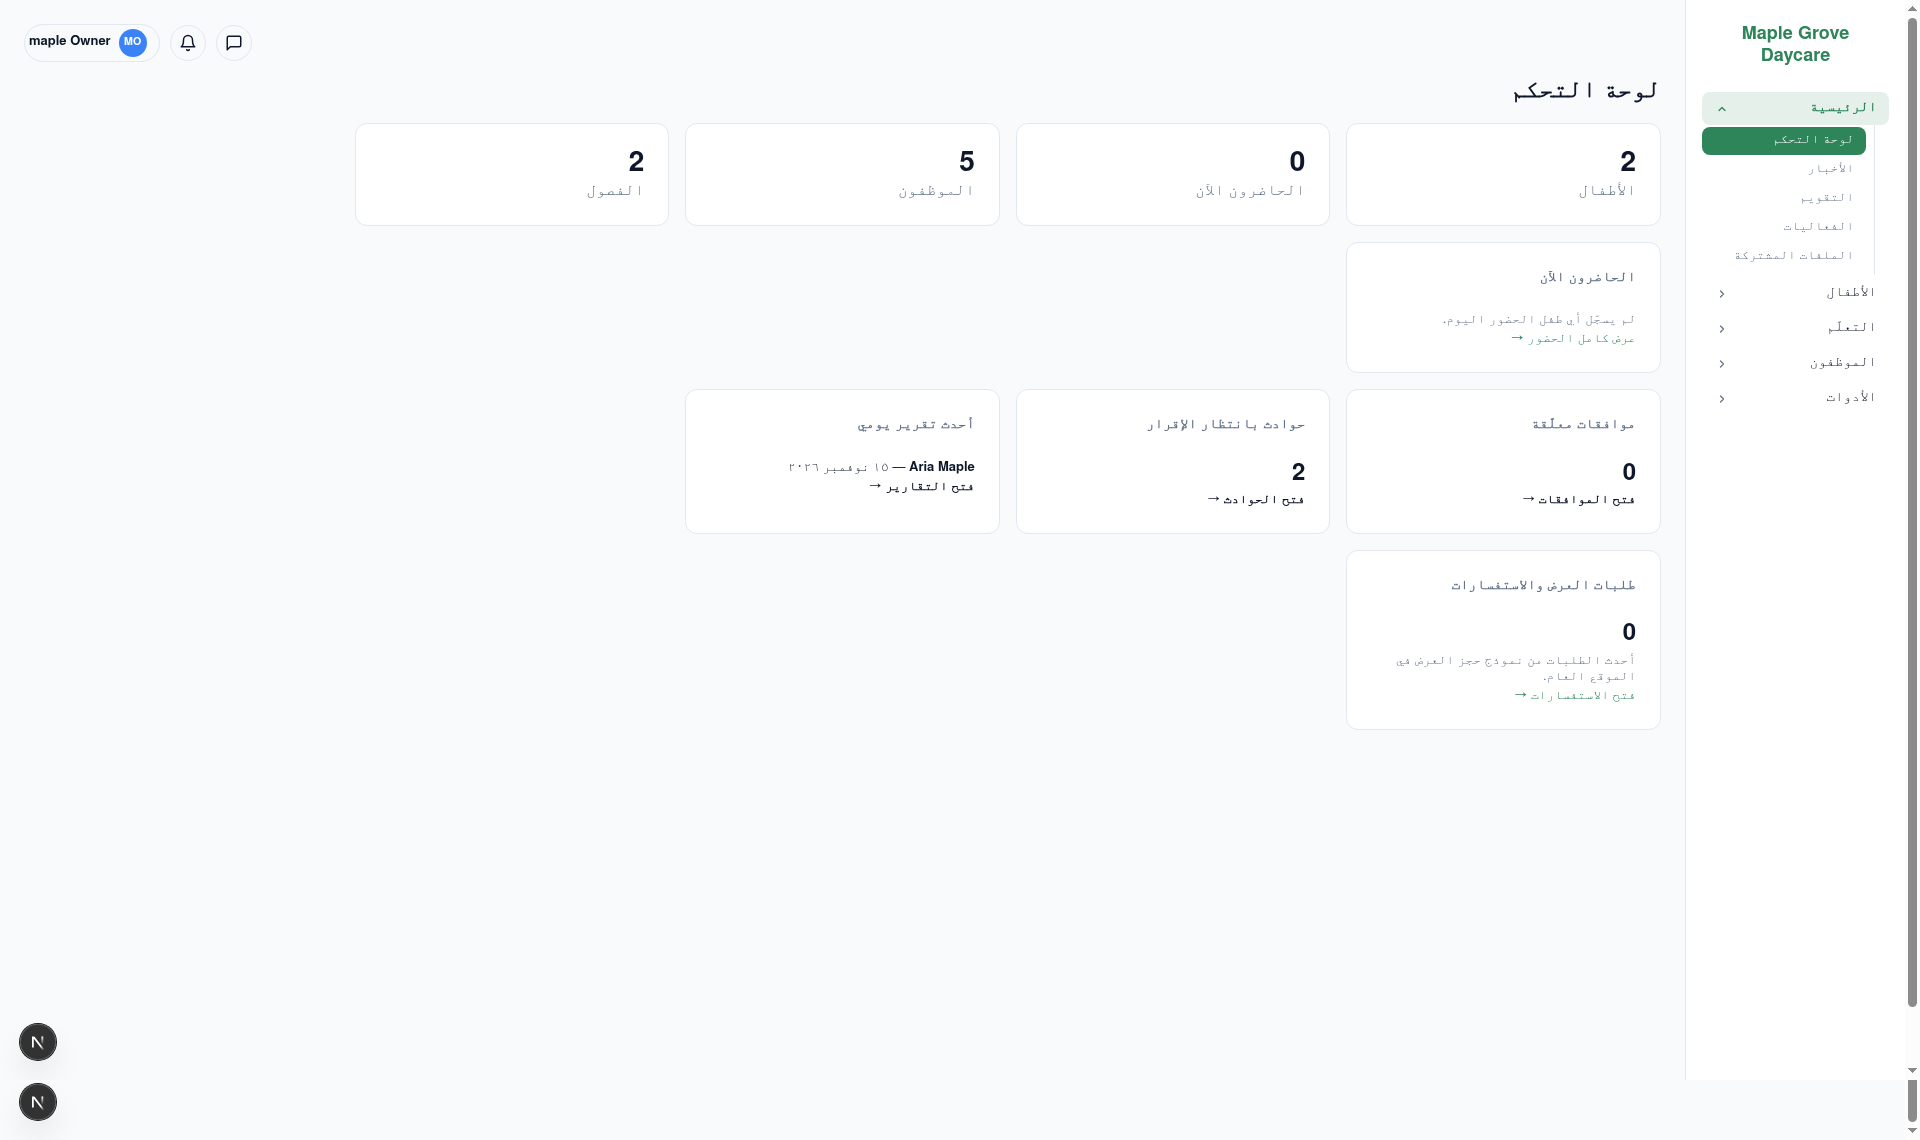 Maple Grove
Daycare
الرئيسية
لوحة التحكم
الأخبار
التقويم
الفعاليات
الملفات المشتركة
الأطفال
التعلّم
الموظفون
الأدوات
maple Owner MO
لوحة التحكم
2
الأطفال
0
الحاضرون الآن
5
الموظفون
2
الفصول
الحاضرون الآن
لم يسجّل أي طفل الحضور اليوم.
عرض كامل الحضور →
موافقات معلّقة
0
فتح الموافقات →
حوادث بانتظار الإقرار
2
فتح الحوادث →
أحدث تقرير يومي
Aria Maple — ١٥ نوفمبر ٢٠٢٦
فتح التقارير →
طلبات العرض والاستفسارات
0
أحدث الطلبات من نموذج حجز العرض في
الموقع العام.
فتح الاستفسارات →
N
N